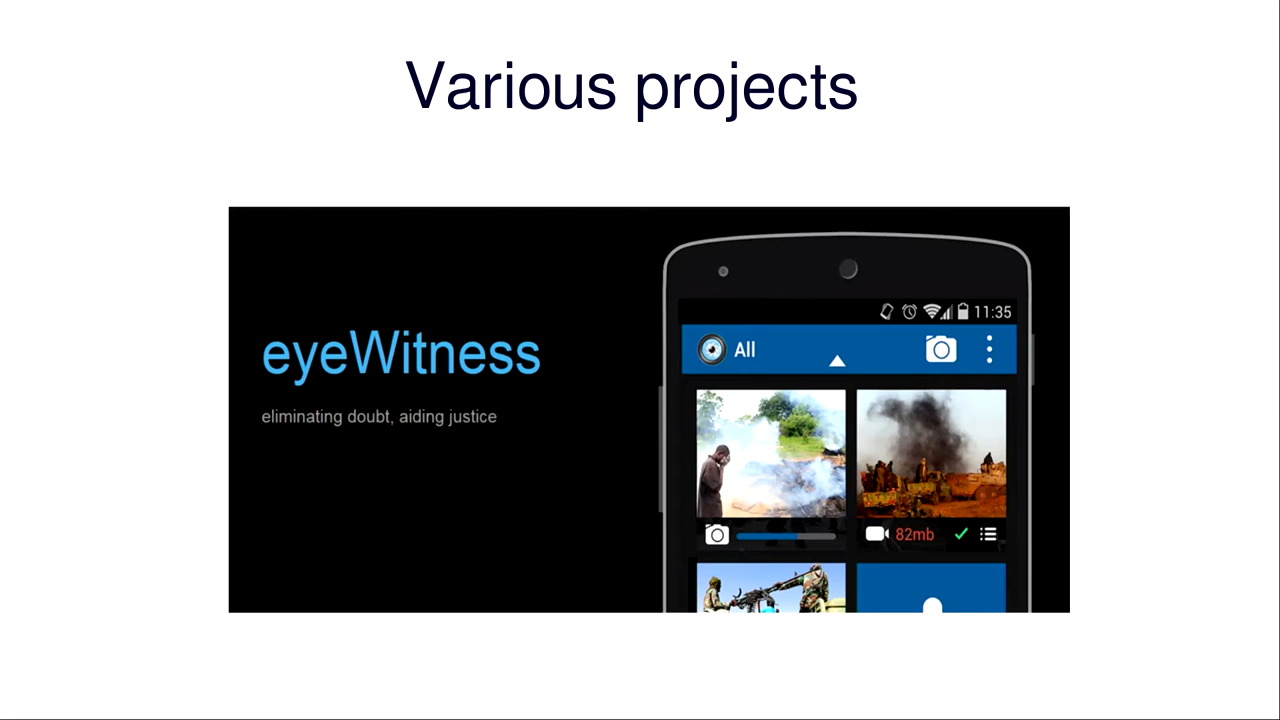 Various projects
eyeWitness
eliminating doubt, aiding justice
11:35
All
82mb